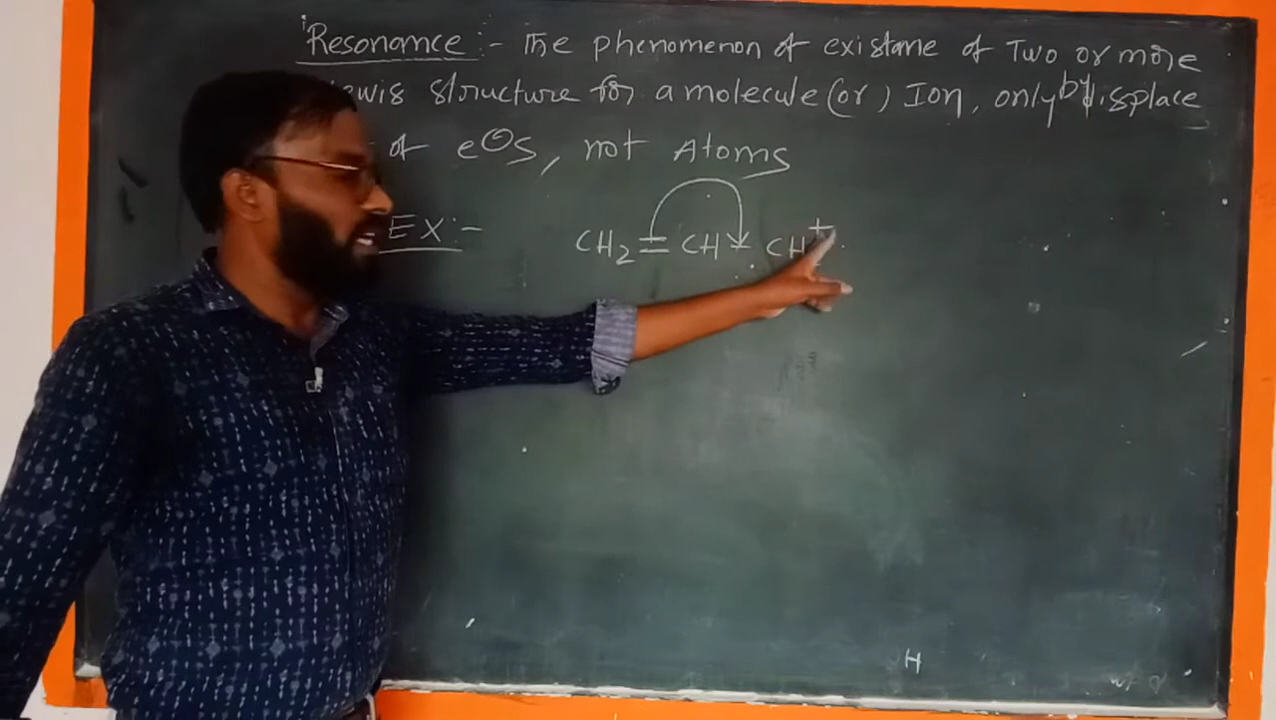 Resonance :- The phenomenon of existane of Two or more
ewis structure for a molecule (or) Ion, only by displace
of e⊖s, not Atoms
EX:-
CH₂ = CH - CH₂⁺
H